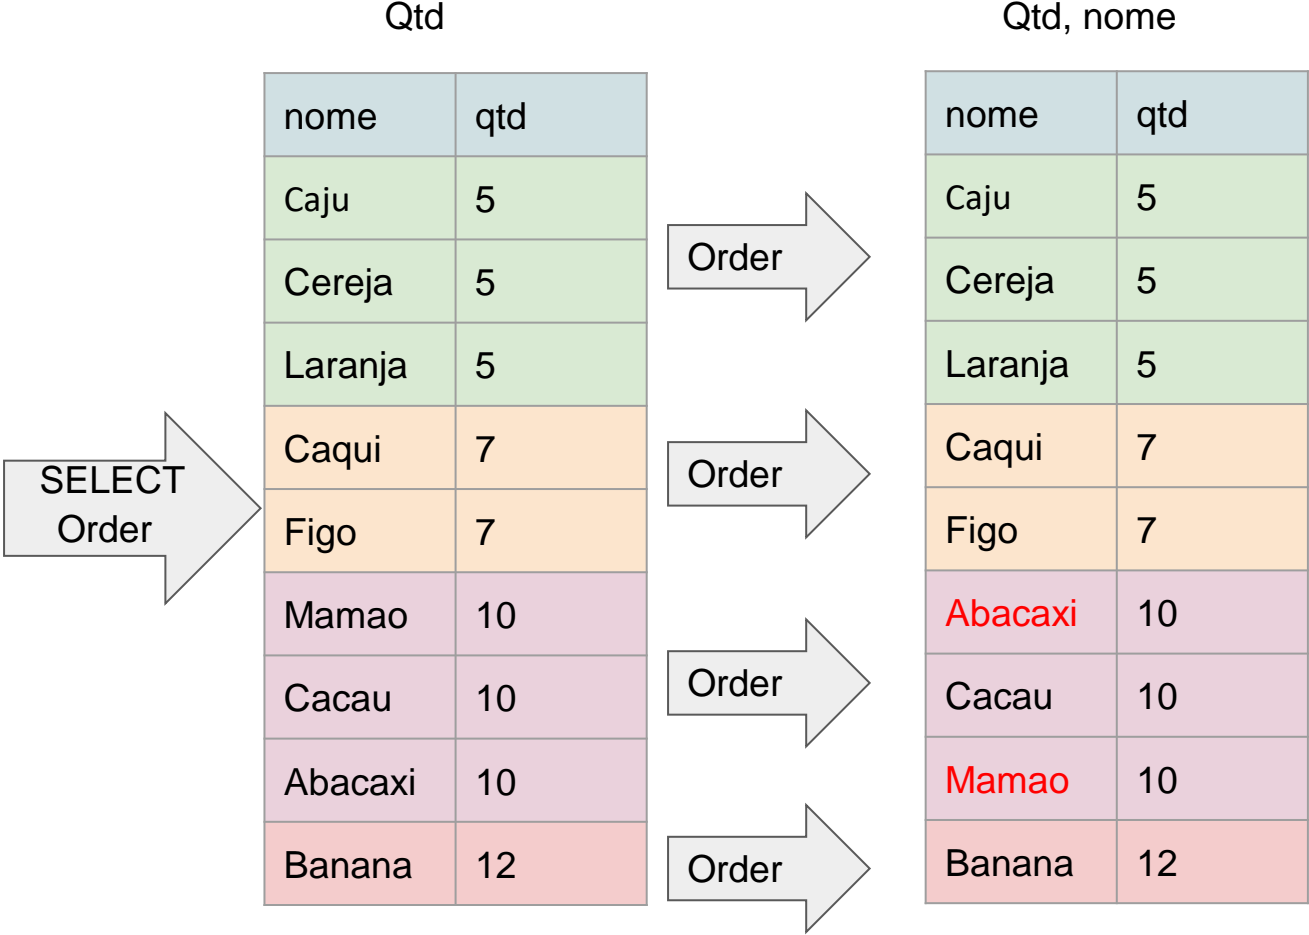 Qtd
nome qtd
Caju 5
Cereja 5
Laranja 5
Caqui 7
Figo 7
Mamao 10
Cacau 10
Abacaxi 10
Banana 12
SELECT
Order
Order
Order
Order
Order
Qtd, nome
nome qtd
Caju 5
Cereja 5
Laranja 5
Caqui 7
Figo 7
Abacaxi 10
Cacau 10
Mamao 10
Banana 12